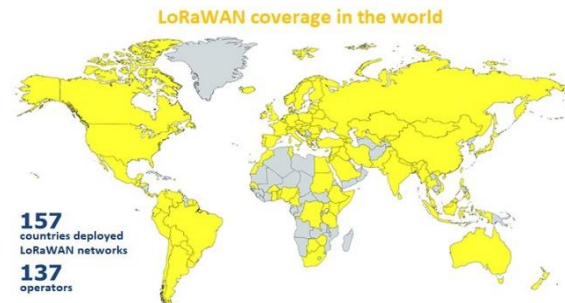 LoRaWAN coverage in the world
157
countries deployed
LoRaWAN networks
137
operators